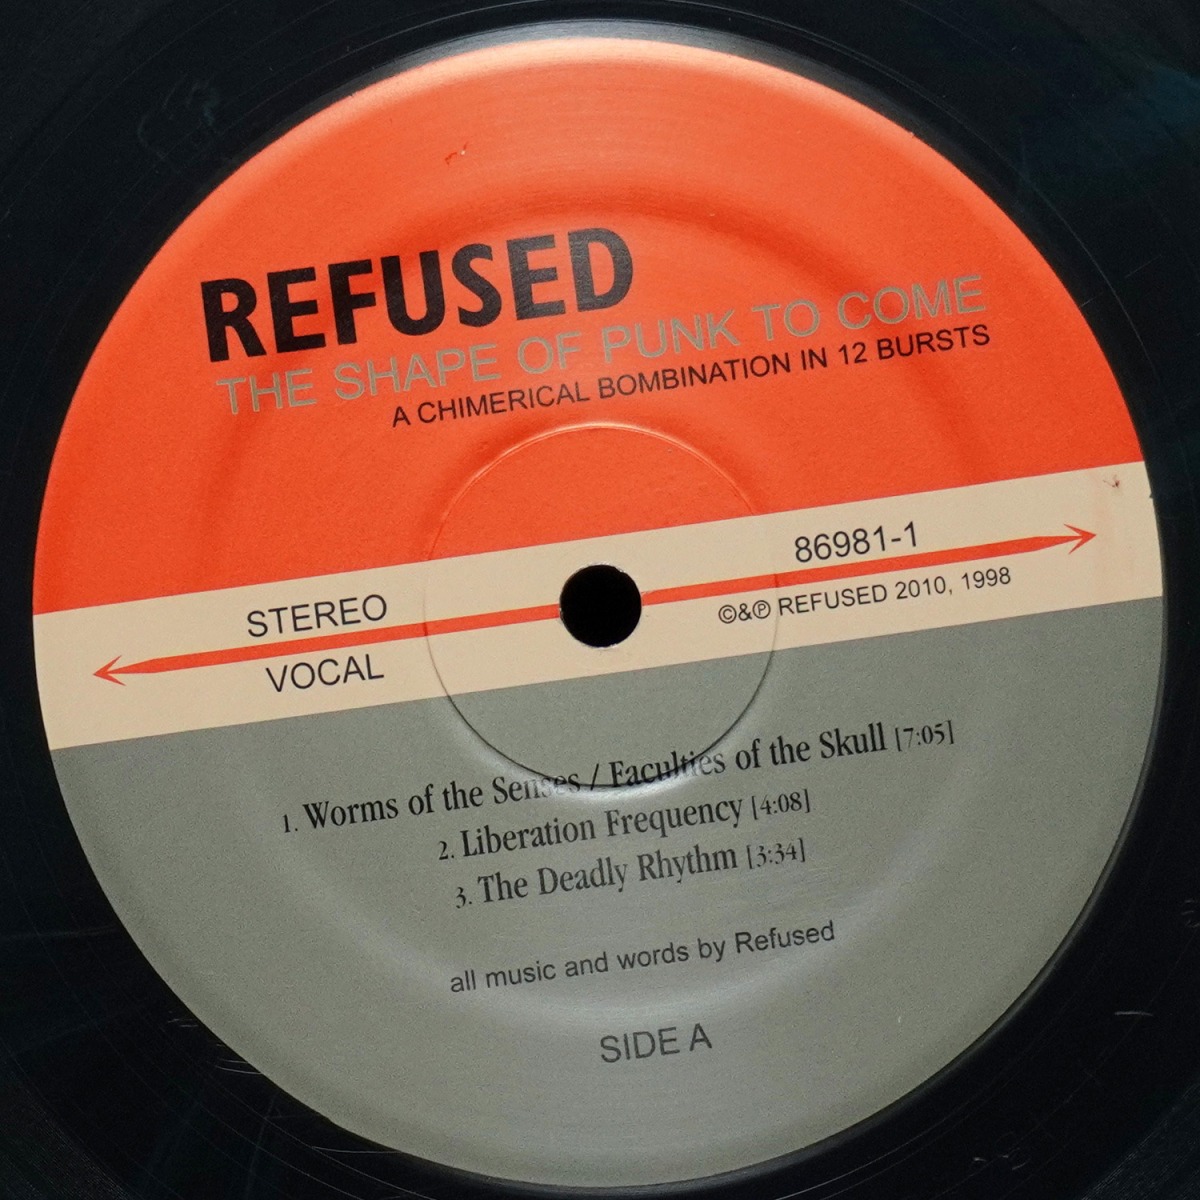 REFUSED
THE SHAPE OF PUNK TO COME
A CHIMERICAL BOMBINATION IN 12 BURSTS
STEREO
VOCAL
86981-1
©&℗ REFUSED 2010, 1998
1. Worms of the Senses / Faculties of the Skull [7:05]
2. Liberation Frequency [4:08]
3. The Deadly Rhythm [3:34]
all music and words by Refused
SIDE A